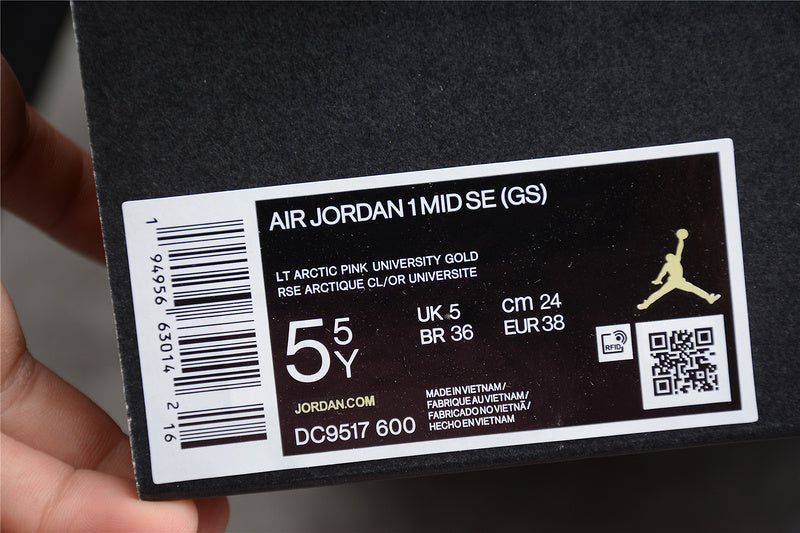 AIR JORDAN 1 MID SE (GS)
LT ARCTIC PINK UNIVERSITY GOLD
RSE ARCTIQUE CL/OR UNIVERSITE
5 5 Y
UK 5 cm 24
BR 36 EUR 38
RFID
JORDAN.COM
DC9517 600
MADE IN VIETNAM/
FABRIQUE AU VIETNAM/
FABRICADO NO VIETNÃ/
HECHO EN VIETNAM
1 94956 63014 2 16